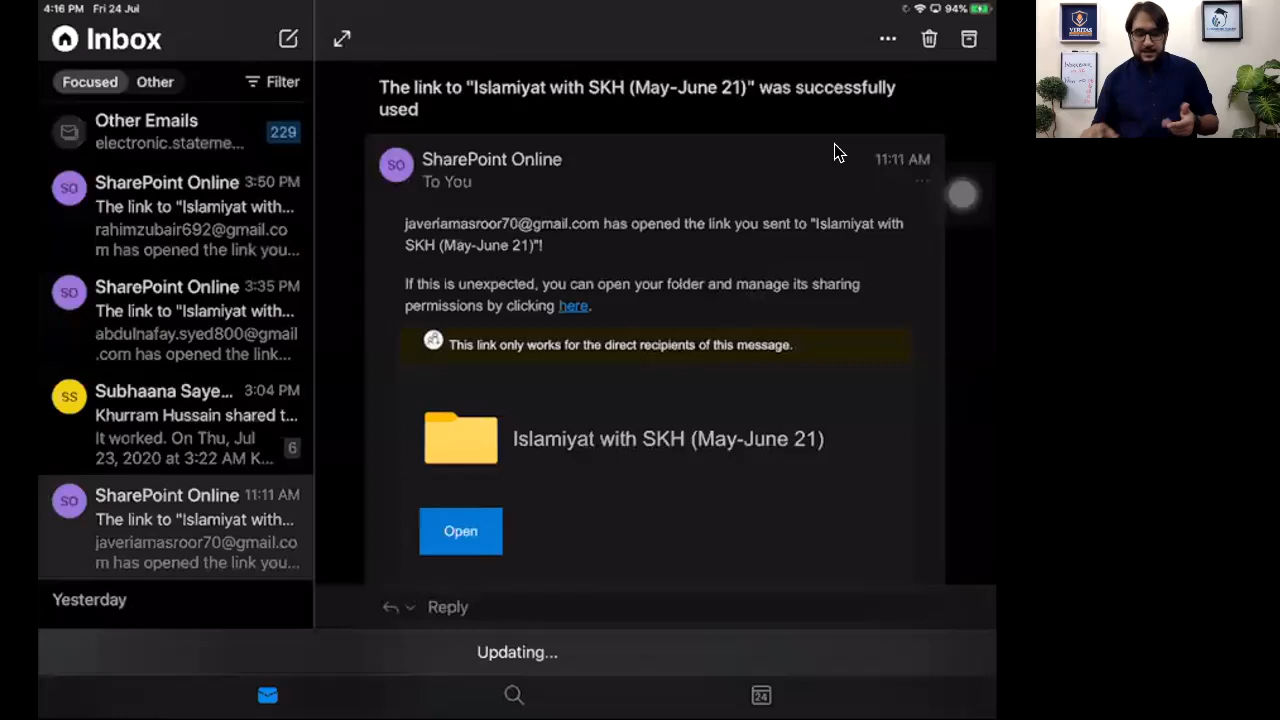 4:16 PM Fri 24 Jul
94%
Inbox
Focused
Other
Filter
Other Emails
electronic.stateme...
229
SharePoint Online 3:50 PM
The link to "Islamiyat with...
rahimzubair692@gmail.co
m has opened the link you...
SharePoint Online 3:35 PM
The link to "Islamiyat with...
abdulnafay.syed800@gmail
.com has opened the link...
SS
Subhaana Saye... 3:04 PM
Khurram Hussain shared t...
It worked. On Thu, Jul
23, 2020 at 3:22 AM K...
6
SO
SharePoint Online 11:11 AM
The link to "Islamiyat with...
javeriamasroor70@gmail.co
m has opened the link you...
Yesterday
The link to "Islamiyat with SKH (May-June 21)" was successfully
used
SO
SharePoint Online
11:11 AM
To You
javeriamasroor70@gmail.com has opened the link you sent to "Islamiyat with
SKH (May-June 21)"!
If this is unexpected, you can open your folder and manage its sharing
permissions by clicking here.
This link only works for the direct recipients of this message.
Islamiyat with SKH (May-June 21)
Open
Reply
Updating...
24
VERITAS